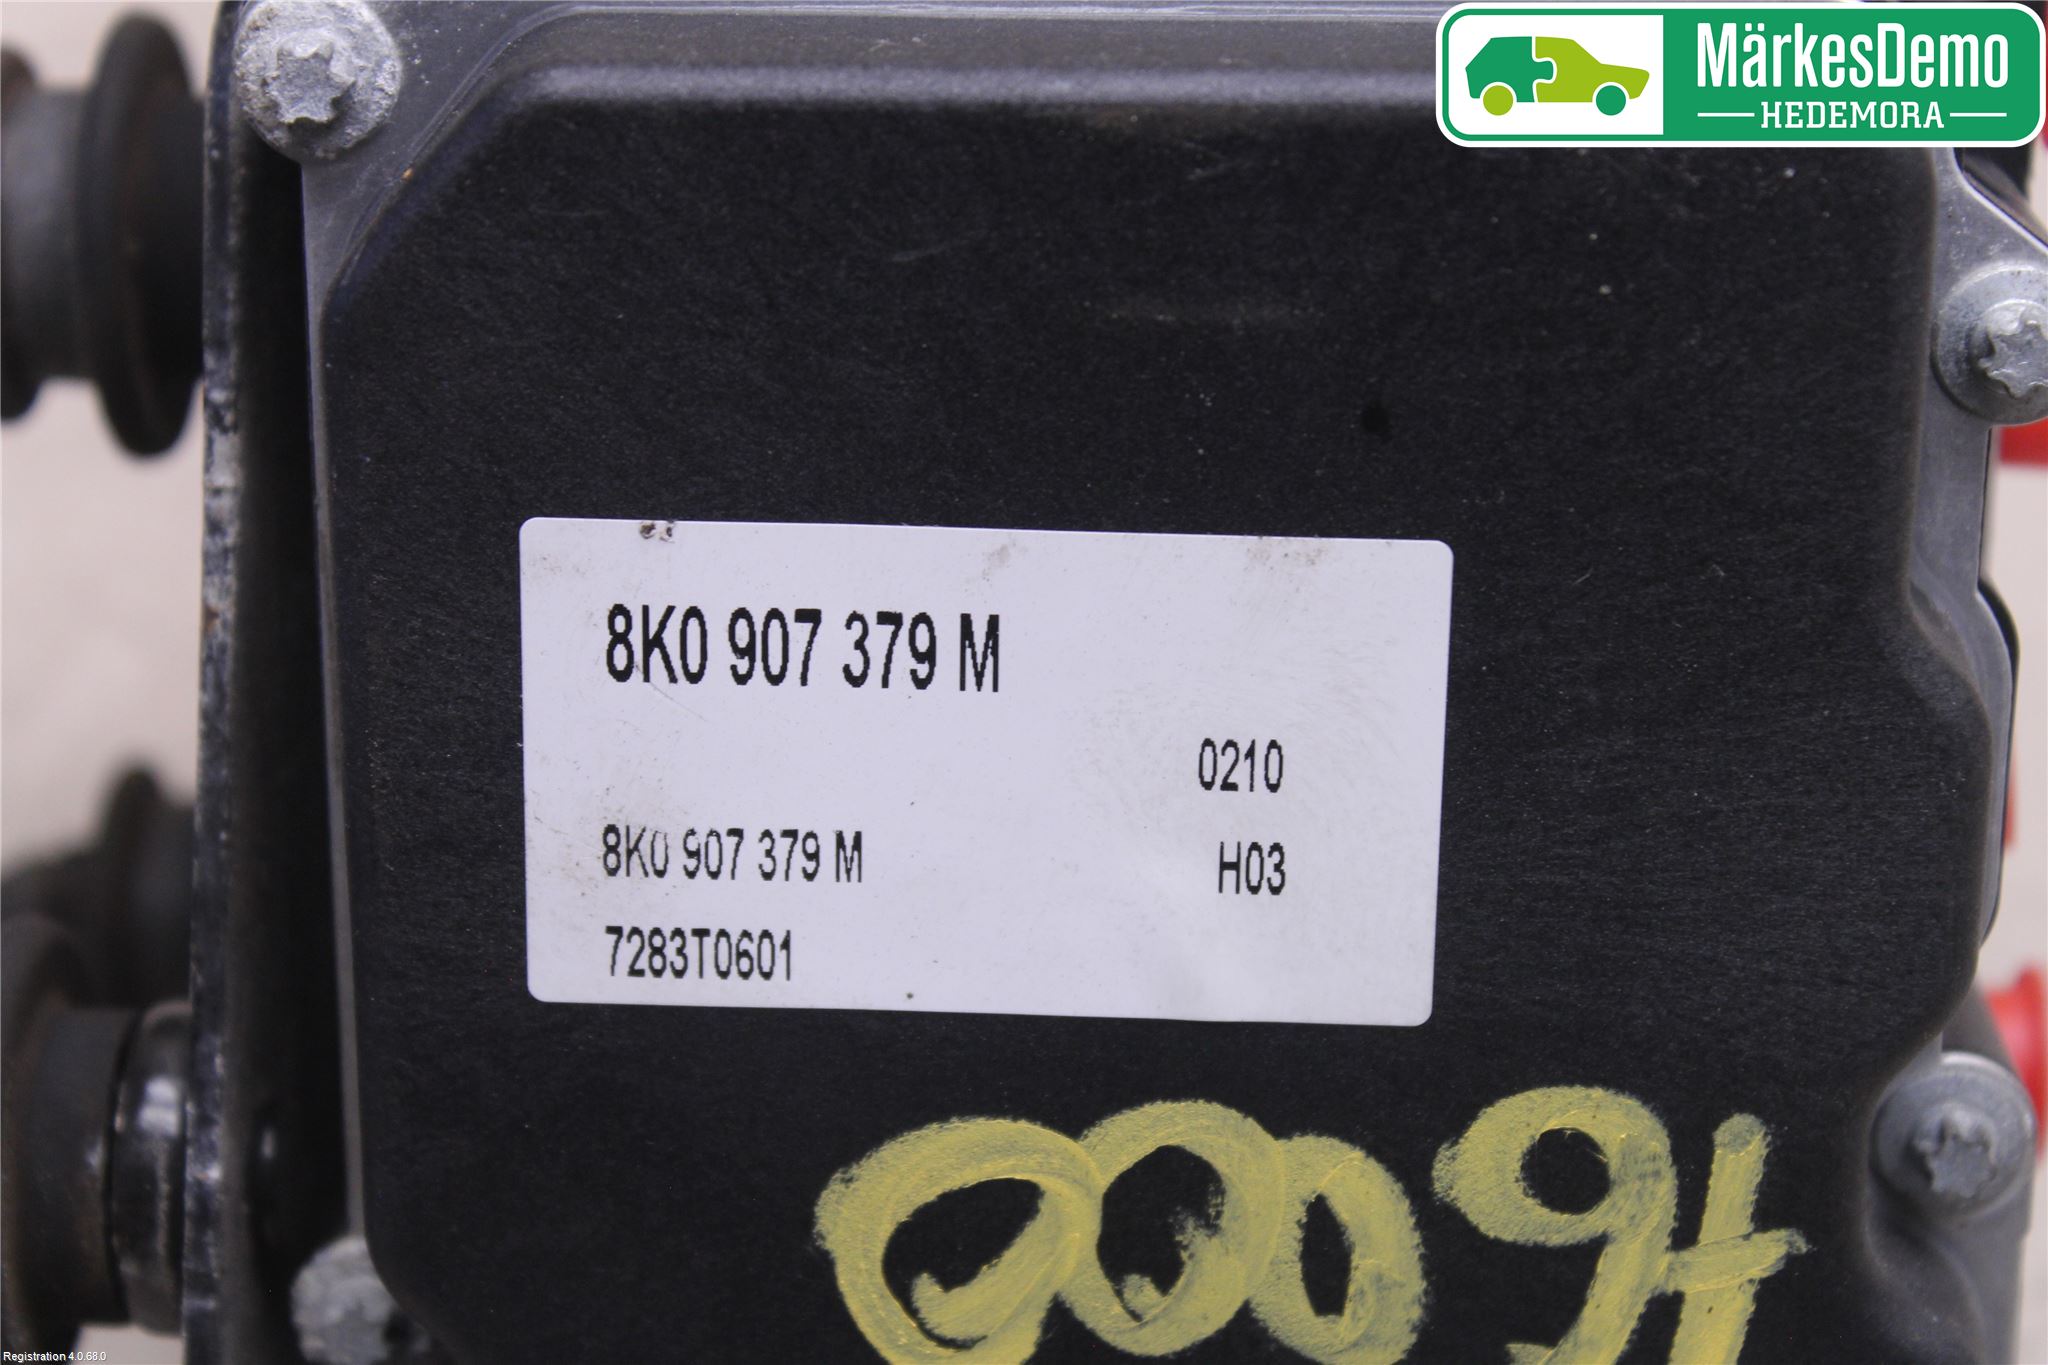 MärkesDemo
HEDEMORA
8K0 907 379 M
0210
8K0 907 379 M
H03
7283T0601
Registration 4.0.68.0